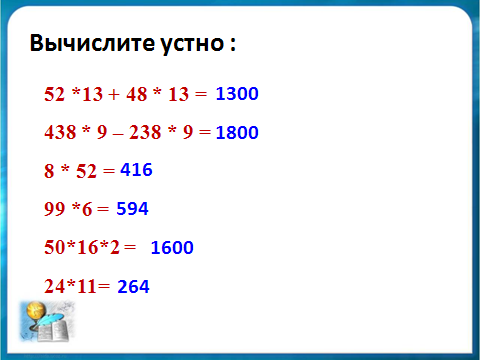 Вычислите устно :
52 *13 + 48 * 13 = 1300
438 * 9 – 238 * 9 = 1800
8 * 52 = 416
99 *6 = 594
50*16*2 = 1600
24*11= 264